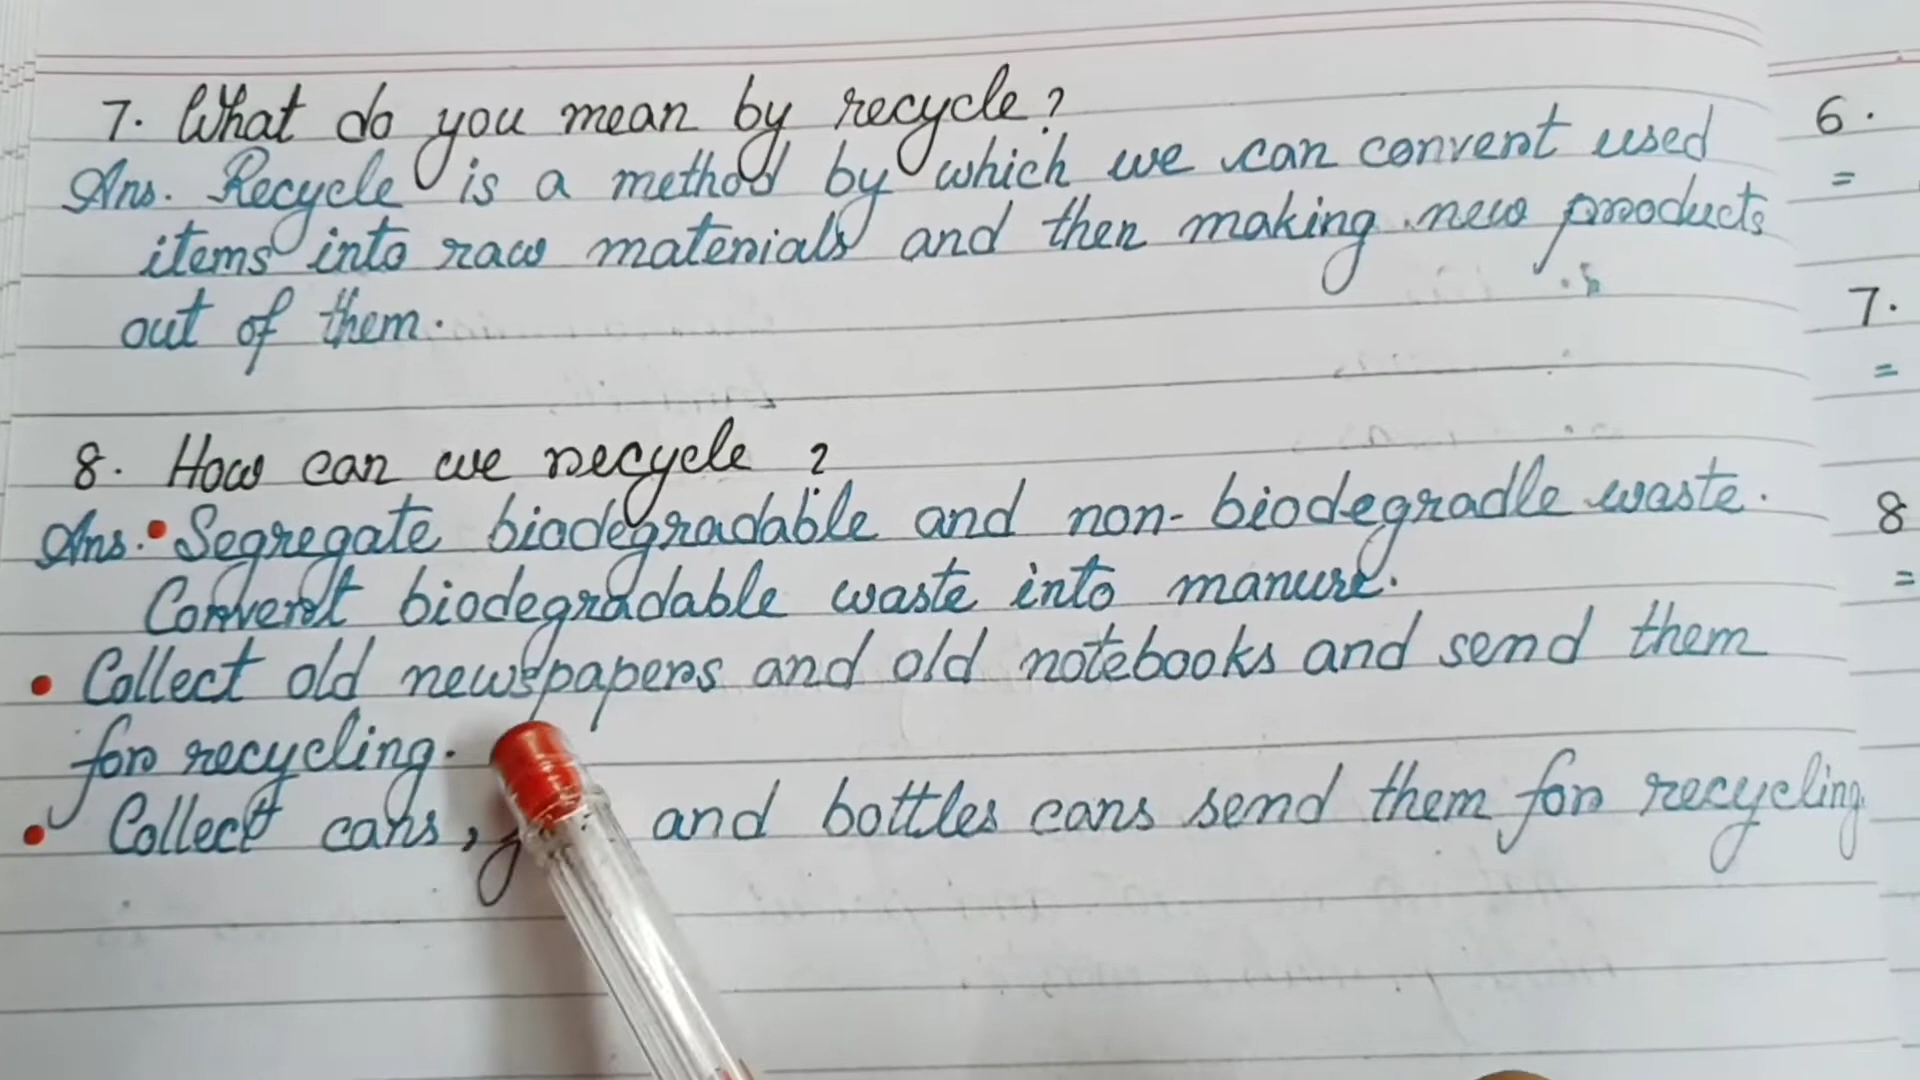 7. What do you mean by recycle?
Ans. Recycle is a method by which we can convert used
items into raw materials and then making new products
out of them.
8. How can we recycle ?
Ans. • Segregate biodegradable and non-biodegradle waste.
Convert biodegradable waste into manure.
• Collect old newspapers and old notebooks and send them
for recycling.
• Collect cans, and bottles cans send them for recycling.
6.
=
7.
=
8
=